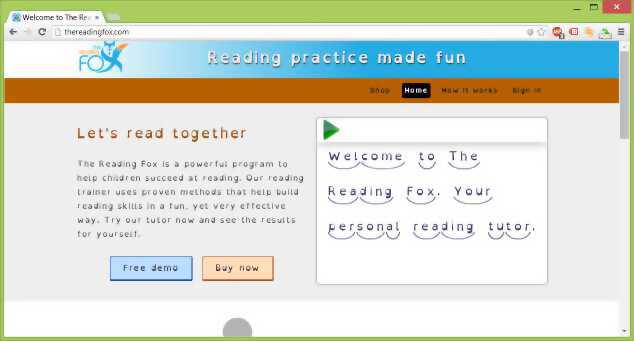 Welcome to The Rea
thereadingfox.com
THE
READING
FOX
Reading practice made fun
Shop Home How it works Sign in
Let's read together
The Reading Fox is a powerful program to
help children succeed at reading. Our reading
trainer uses proven methods that help build
reading skills in a fun, yet very effective
way. Try our tutor now and see the results
for yourself.
Free demo Buy now
Welcome to The
Reading Fox. Your
personal reading tutor.